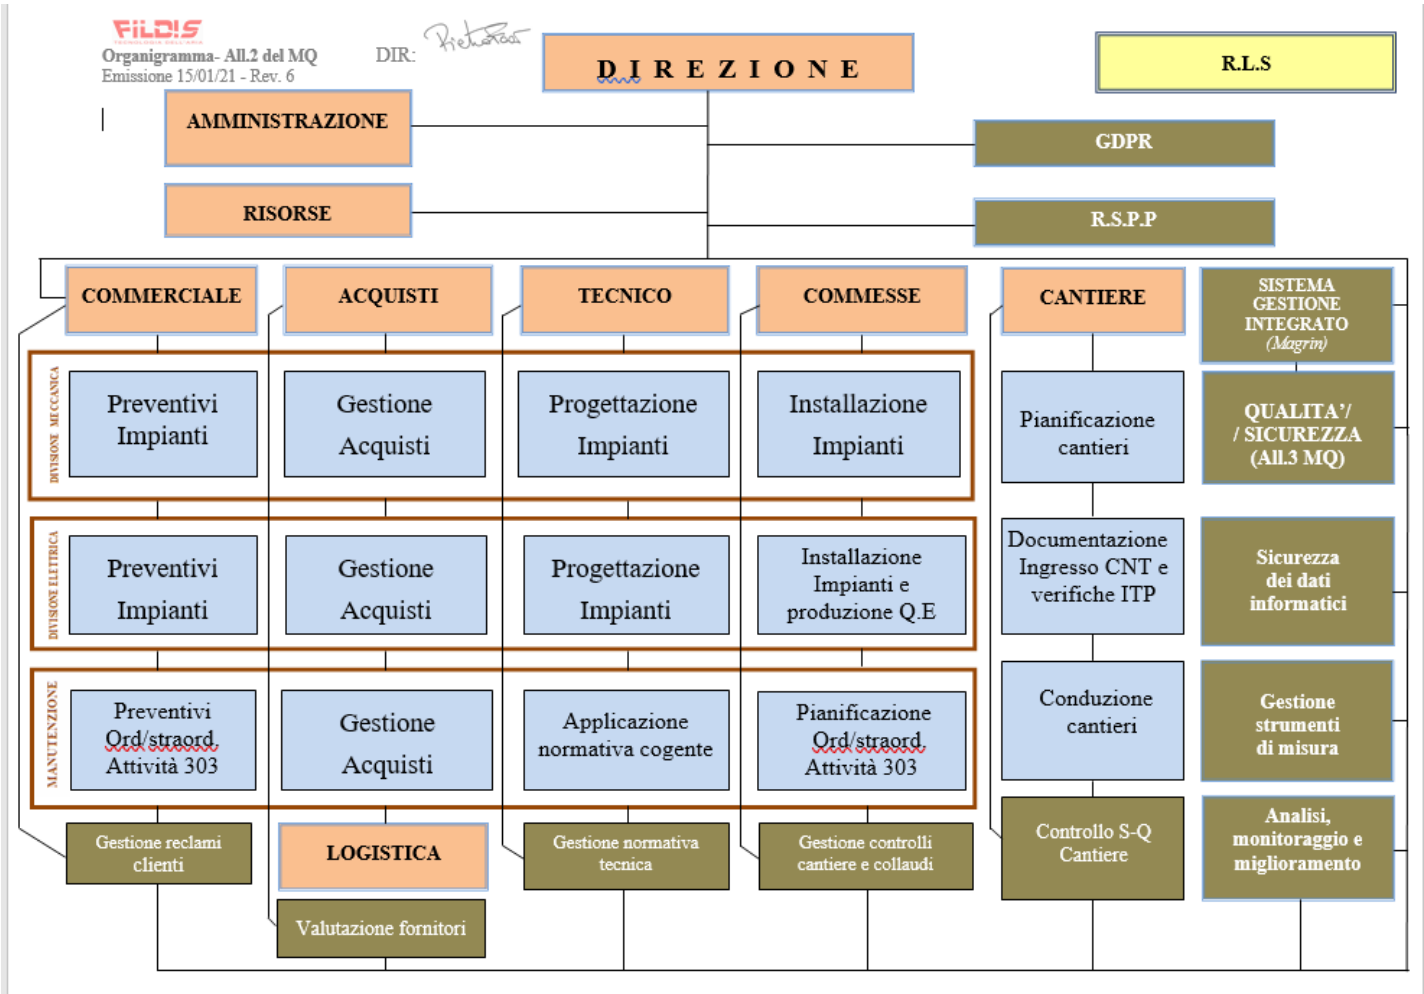 FILDIS
TECNOLOGIA DELL'ARIA
Organigramma- All.2 del MQ
Emissione 15/01/21 - Rev. 6
DIR:
D I R E Z I O N E
R.L.S
AMMINISTRAZIONE
GDPR
RISORSE
R.S.P.P
COMMERCIALE
ACQUISTI
TECNICO
COMMESSE
CANTIERE
SISTEMA
GESTIONE
INTEGRATO
(Magrin)
DIVISIONE MECCANICA
Preventivi
Impianti
Gestione
Acquisti
Progettazione
Impianti
Installazione
Impianti
Pianificazione
cantieri
QUALITA'/
/ SICUREZZA
(All.3 MQ)
DIVISIONE ELETTRICA
Preventivi
Impianti
Gestione
Acquisti
Progettazione
Impianti
Installazione
Impianti e
produzione Q.E
Documentazione
Ingresso CNT e
verifiche ITP
Sicurezza
dei dati
informatici
MANUTENZIONE
Preventivi
Ord/straord.
Attività 303
Gestione
Acquisti
Applicazione
normativa cogente
Pianificazione
Ord/straord.
Attività 303
Conduzione
cantieri
Gestione
strumenti
di misura
Gestione reclami
clienti
LOGISTICA
Gestione normativa
tecnica
Gestione controlli
cantiere e collaudi
Controllo S-Q
Cantiere
Analisi,
monitoraggio e
miglioramento
Valutazione fornitori